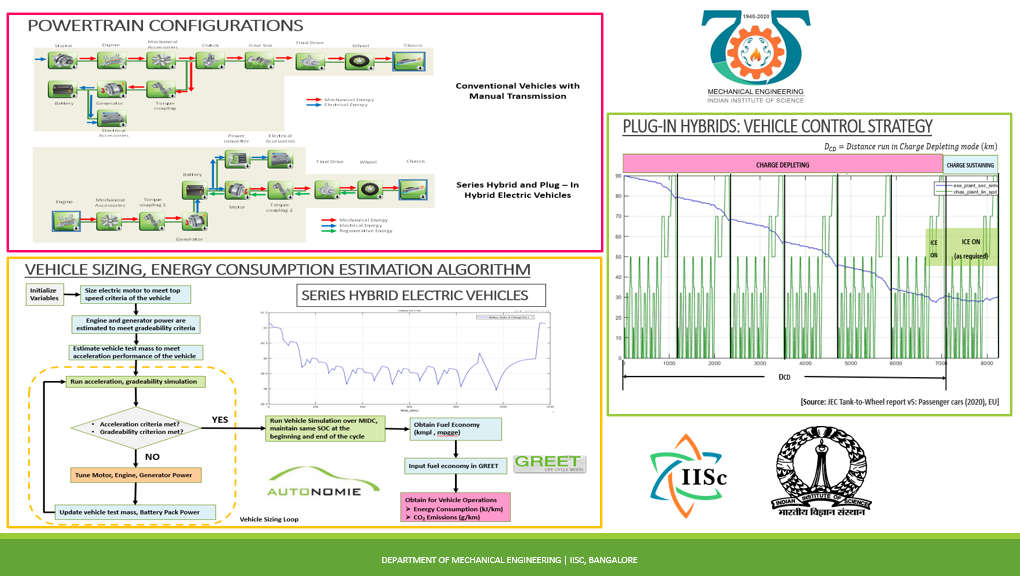 POWERTRAIN CONFIGURATIONS
Starter
Engine
Mechanical
Accessories
Clutch
Gear box
Final Drive
Wheel
Chassis
Battery
Generator
Torque
coupling
Electrical
Accessories
Mechanical Energy
Electrical Energy
Conventional Vehicles with
Manual Transmission
Power
converter
Electrical
Accessories
Battery
Final Drive
Wheel
Chassis
Engine
Mechanical
Accessories
Torque
coupling 1
Motor
Torque
coupling 2
Generator
Mechanical Energy
Electrical Energy
Regenerative Energy
Series Hybrid and Plug – In
Hybrid Electric Vehicles
VEHICLE SIZING, ENERGY CONSUMPTION ESTIMATION ALGORITHM
Initialize
Variables
Size electric motor to meet top
speed criteria of the vehicle
Engine and generator power are
estimated to meet gradeability criteria
Estimate vehicle test mass to meet
acceleration performance of the vehicle
Run acceleration, gradeability simulation
• Acceleration criteria met?
• Gradeability criterion met?
YES
NO
Tune Motor, Engine, Generator Power
Update vehicle test mass, Battery Pack Power
Vehicle Sizing Loop
SERIES HYBRID ELECTRIC VEHICLES
Run Vehicle Simulation over MIDC,
maintain same SOC at the
beginning and end of the cycle
Obtain Fuel Economy
(kmpl , mpgge)
Input fuel economy in GREET
GREET
LIFE-CYCLE MODEL
Obtain for Vehicle Operations
➢ Energy Consumption (kJ/km)
➢ CO2 Emissions (g/km)
AUTONOMIE
1945-2020
MECHANICAL ENGINEERING
INDIAN INSTITUTE OF SCIENCE
PLUG-IN HYBRIDS: VEHICLE CONTROL STRATEGY
D_CD = Distance run in Charge Depleting mode (km)
CHARGE DEPLETING
CHARGE SUSTAINING
ess_plant_soc_simu
chas_plant_lin_spd
90
80
70
60
50
40
30
20
10
0
ICE
ON
ICE ON
(as required)
0 1000 2000 3000 4000 5000 6000 7000 8000
DCD
[Source: JEC Tank-to-Wheel report v5: Passenger cars (2020), EU]
IISc
INDIAN INSTITUTE OF SCIENCE
भारतीय विज्ञान संस्थान
DEPARTMENT OF MECHANICAL ENGINEERING | IISC, BANGALORE